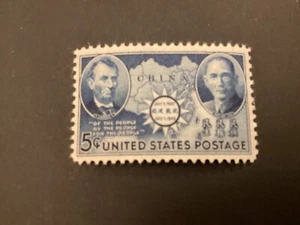 CHINA
OF THE PEOPLE
BY THE PEOPLE
FOR THE PEOPLE
5¢ UNITED STATES POSTAGE